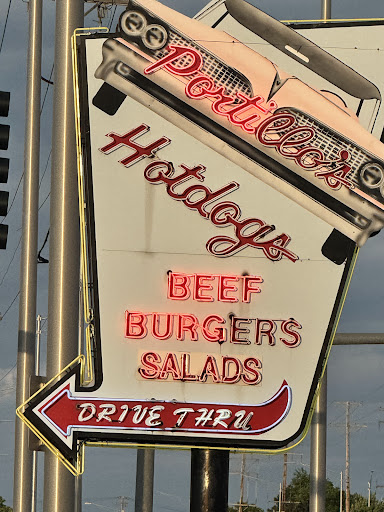 Portillo's
Hotdogs
BEEF
BURGERS
SALADS
DRIVE THRU